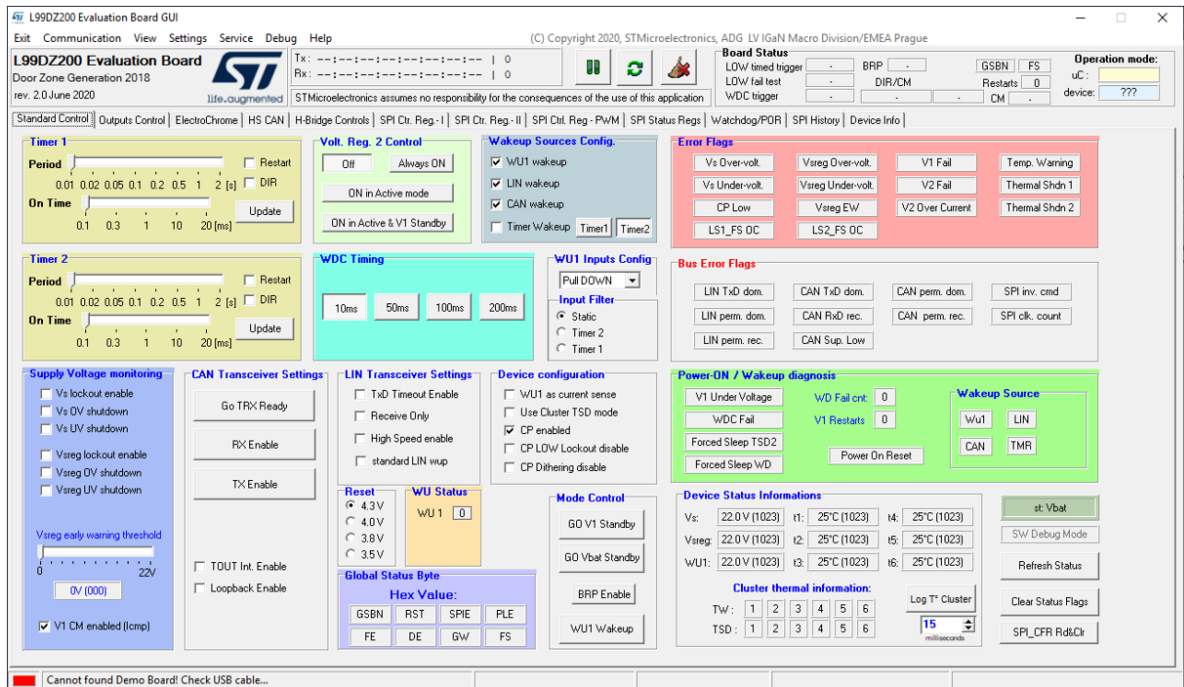 L99DZ200 Evaluation Board GUI
Exit Communication View Settings Service Debug Help (C) Copyright 2020, STMicroelectronics, ADG LV IGaN Macro Division/EMEA Prague
L99DZ200 Evaluation Board
Door Zone Generation 2018
rev. 2.0 June 2020
ST
life.augmented
Tx: --:--:--:--:--:--:--:-- | 0
Rx: --:--:--:--:--:--:--:-- | 0
STMicroelectronics assumes no responsibility for the consequences of the use of this application
Board Status
LOW timed trigger - BRP - GSBN FS
LOW fail test - DIR/CM Restarts 0
WDC trigger - - - CM -
Operation mode:
uC :
device: ???
Standard Control Outputs Control ElectroChrome HS CAN H-Bridge Controls SPI Ctr. Reg.- I SPI Ctr. Reg.- II SPI Ctrl. Reg - PWM SPI Status Regs Watchdog/POR SPI History Device Info
Timer 1
Period Restart
0.01 0.02 0.05 0.1 0.2 0.5 1 2 [s] DIR
On Time
0.1 0.3 1 10 20 [ms] Update
Volt. Reg. 2 Control
Off Always ON
ON in Active mode
ON in Active & V1 Standby
Wakeup Sources Config.
WU1 wakeup
LIN wakeup
CAN wakeup
Timer Wakeup Timer1 Timer2
Error Flags
Vs Over-volt. Vsreg Over-volt. V1 Fail Temp. Warning
Vs Under-volt. Vsreg Under-volt. V2 Fail Thermal Shdn 1
CP Low Vsreg EW V2 Over Current Thermal Shdn 2
LS1_FS OC LS2_FS OC
Timer 2
Period Restart
0.01 0.02 0.05 0.1 0.2 0.5 1 2 [s] DIR
On Time
0.1 0.3 1 10 20 [ms] Update
WDC Timing
10ms 50ms 100ms 200ms
WU1 Inputs Config
Pull DOWN
Input Filter
Static
Timer 2
Timer 1
Bus Error Flags
LIN TxD dom. CAN TxD dom. CAN perm. dom. SPI inv. cmd
LIN perm. dom. CAN RxD rec. CAN perm. rec. SPI clk. count
LIN perm. rec. CAN Sup. Low
Supply Voltage monitoring
Vs lockout enable
Vs OV shutdown
Vs UV shutdown
Vsreg lockout enable
Vsreg OV shutdown
Vsreg UV shutdown
Vsreg early warning threshold
0 22V
0V (000)
V1 CM enabled (Icmp)
CAN Transceiver Settings
Go TRX Ready
RX Enable
TX Enable
TOUT Int. Enable
Loopback Enable
LIN Transceiver Settings
TxD Timeout Enable
Receive Only
High Speed enable
standard LIN wup
Device configuration
WU1 as current sense
Use Cluster TSD mode
CP enabled
CP LOW Lockout disable
CP Dithering disable
Power-ON / Wakeup diagnosis
V1 Under Voltage WD Fail cnt: 0
WDC Fail V1 Restarts 0
Forced Sleep TSD2
Forced Sleep WD Power On Reset
Wakeup Source
Wu1 LIN
CAN TMR
Reset
4.3V
4.0V
3.8V
3.5V
WU Status
WU 1 0
Mode Control
GO V1 Standby
GO Vbat Standby
BRP Enable
WU1 Wakeup
Global Status Byte
Hex Value:
GSBN RST SPIE PLE
FE DE GW FS
Device Status Informations
Vs: 22.0 V (1023) t1: 25°C (1023) t4: 25°C (1023)
Vsreg: 22.0 V (1023) t2: 25°C (1023) t5: 25°C (1023)
WU1: 22.0 V (1023) t3: 25°C (1023) t6: 25°C (1023)
Cluster thermal information:
TW : 1 2 3 4 5 6
TSD : 1 2 3 4 5 6
Log T° Cluster
15
milliseconds
st: Vbat
SW Debug Mode
Refresh Status
Clear Status Flags
SPI_CFR Rd&Clr
Cannot found Demo Board! Check USB cable...